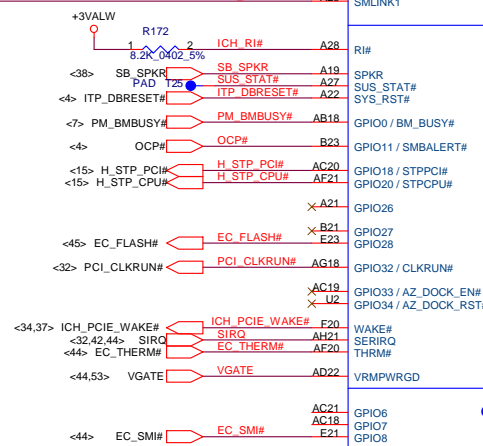 SMLINK1
+3VALW
R172
1 2 ICH_RI# A28 RI#
8.2K_0402_5%
<38> SB_SPKR SB_SPKR A19 SPKR
PAD T25 SUS_STAT# A27 SUS_STAT#
<4> ITP_DBRESET# ITP_DBRESET# A22 SYS_RST#
<7> PM_BMBUSY# PM_BMBUSY# AB18 GPIO0 / BM_BUSY#
<4> OCP# OCP# B23 GPIO11 / SMBALERT#
<15> H_STP_PCI# H_STP_PCI# AC20 GPIO18 / STPPCI#
<15> H_STP_CPU# H_STP_CPU# AF21 GPIO20 / STPCPU#
A21 GPIO26
B21 GPIO27
<45> EC_FLASH# EC_FLASH# E23 GPIO28
<32> PCI_CLKRUN# PCI_CLKRUN# AG18 GPIO32 / CLKRUN#
AC19 GPIO33 / AZ_DOCK_EN#
U2 GPIO34 / AZ_DOCK_RST#
<34,37> ICH_PCIE_WAKE# ICH_PCIE_WAKE# F20 WAKE#
<32,42,44> SIRQ SIRQ AH21 SERIRQ
<44> EC_THERM# EC_THERM# AF20 THRM#
<44,53> VGATE VGATE AD22 VRMPWRGD
AC21 GPIO6
AC18 GPIO7
<44> EC_SMI# EC_SMI# E21 GPIO8